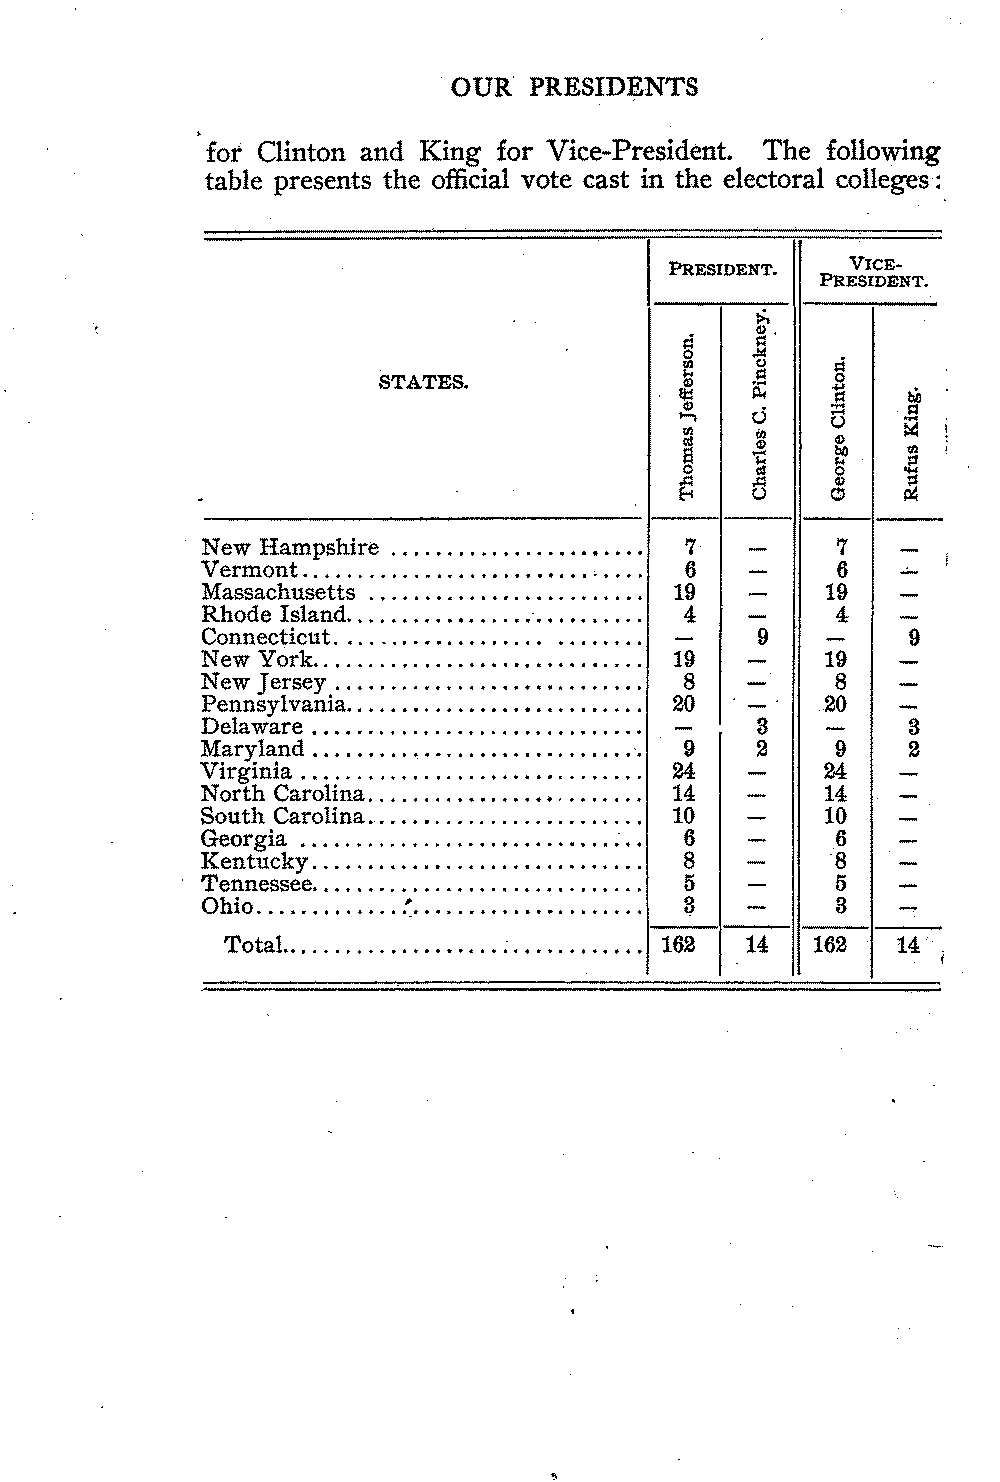 OUR PRESIDENTS
for Clinton and King for Vice-President. The following
table presents the official vote cast in the electoral colleges:
STATES.
PRESIDENT.
VICE-
PRESIDENT.
Thomas Jefferson.
Charles C. Pinckney.
George Clinton.
Rufus King.
New Hampshire ........................ 7 — 7 —
Vermont.............................. 6 — 6 —
Massachusetts ........................ 19 — 19 —
Rhode Island.......................... 4 — 4 —
Connecticut........................... — 9 — 9
New York............................. 19 — 19 —
New Jersey ........................... 8 — 8 —
Pennsylvania.......................... 20 — 20 —
Delaware ............................. — 3 — 3
Maryland ............................. 9 2 9 2
Virginia .............................. 24 — 24 —
North Carolina........................ 14 — 14 —
South Carolina........................ 10 — 10 —
Georgia .............................. 6 — 6 —
Kentucky............................. 8 — 8 —
Tennessee............................. 5 — 5 —
Ohio.................................. 3 — 3 —
Total................................ 162 14 162 14